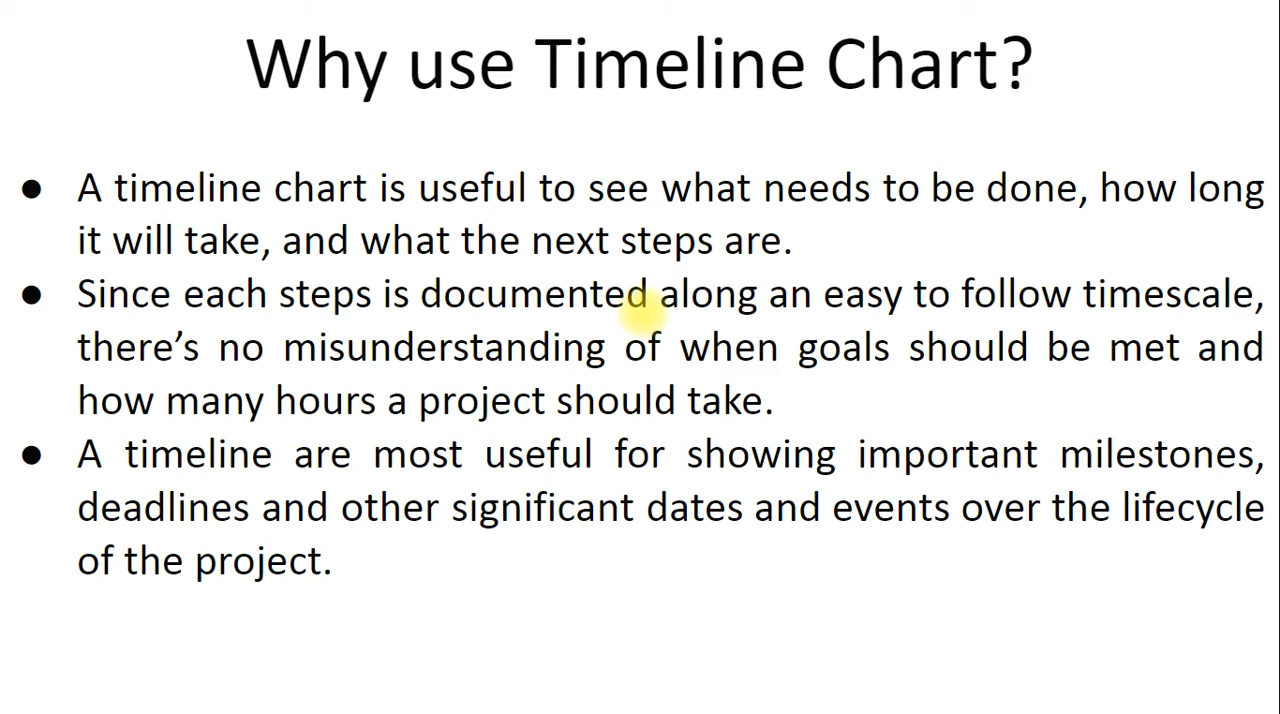 Why use Timeline Chart?
● A timeline chart is useful to see what needs to be done, how long
it will take, and what the next steps are.
● Since each steps is documented along an easy to follow timescale,
there’s no misunderstanding of when goals should be met and
how many hours a project should take.
● A timeline are most useful for showing important milestones,
deadlines and other significant dates and events over the lifecycle
of the project.